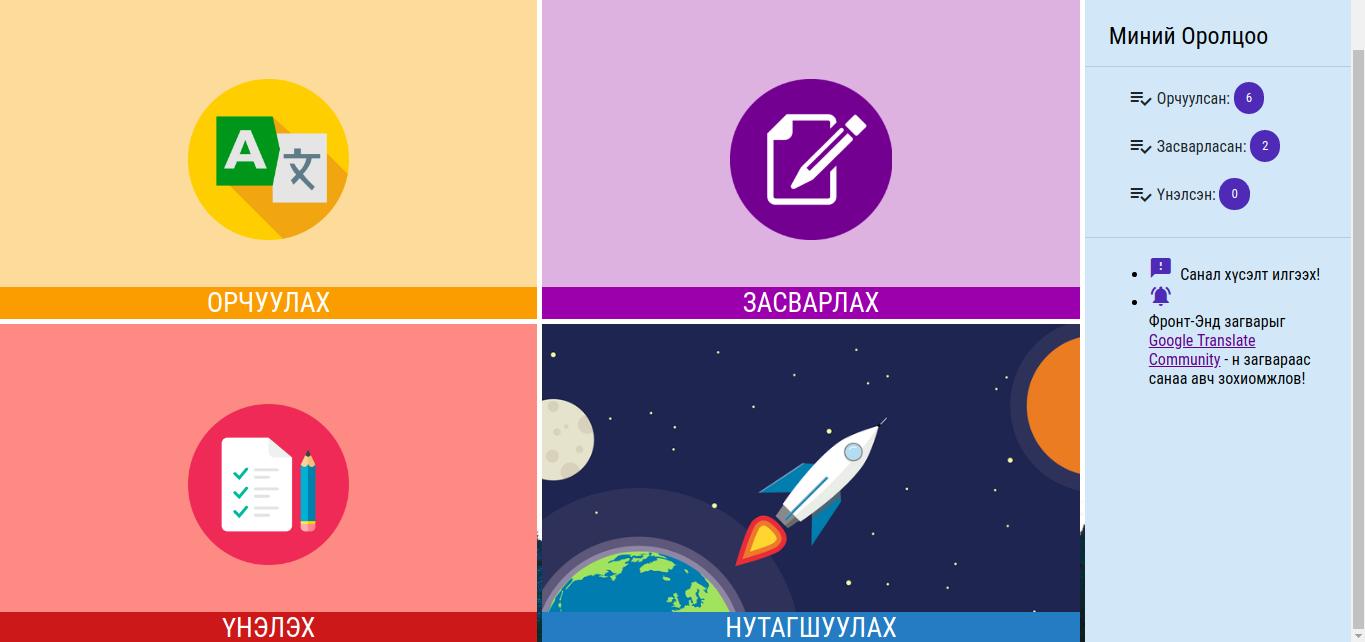 ОРЧУУЛАХ
ЗАСВАРЛАХ
ҮНЭЛЭХ
НУТАГШУУЛАХ
A 文
Миний Оролцоо
Орчуулсан: 6
Засварласан: 2
Үнэлсэн: 0
Санал хүсэлт илгээх!
Фронт-Энд загварыг
Google Translate
Community - н загвараас
санаа авч зохиомжлов!